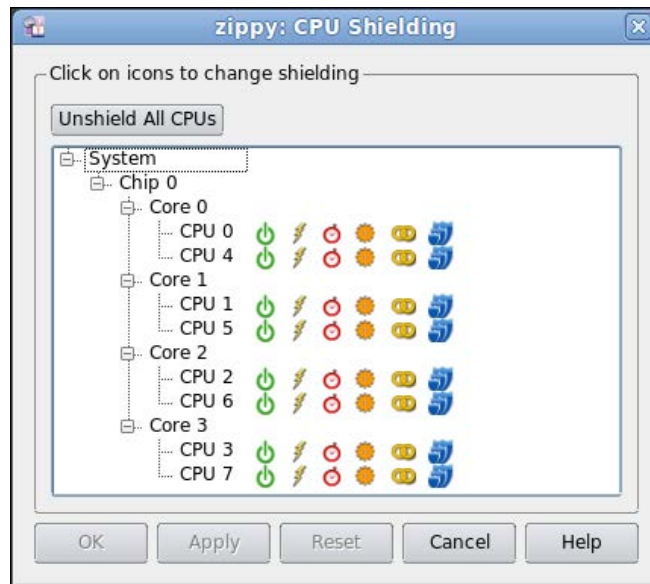 zippy: CPU Shielding
Click on icons to change shielding
Unshield All CPUs
System
Chip 0
Core 0
CPU 0
CPU 4
Core 1
CPU 1
CPU 5
Core 2
CPU 2
CPU 6
Core 3
CPU 3
CPU 7
OK Apply Reset Cancel Help